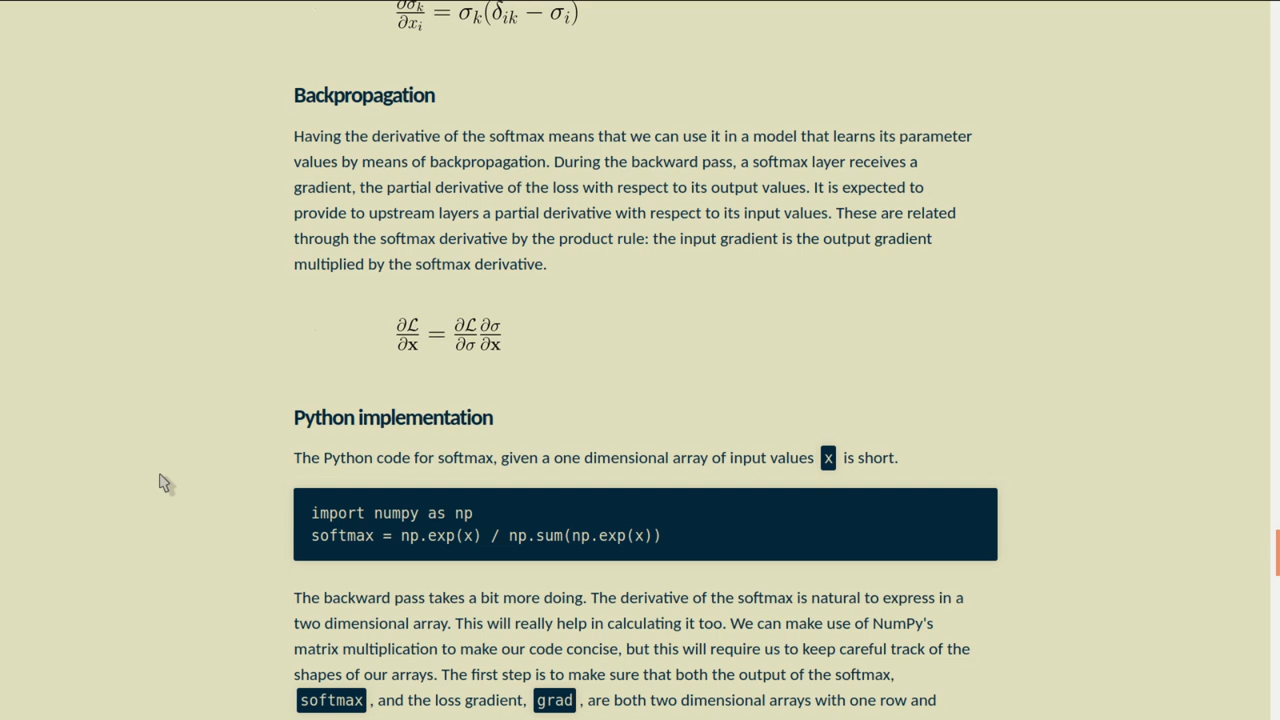 ∂σₖ/∂xᵢ = σₖ(δᵢₖ − σᵢ)
Backpropagation
Having the derivative of the softmax means that we can use it in a model that learns its parameter
values by means of backpropagation. During the backward pass, a softmax layer receives a
gradient, the partial derivative of the loss with respect to its output values. It is expected to
provide to upstream layers a partial derivative with respect to its input values. These are related
through the softmax derivative by the product rule: the input gradient is the output gradient
multiplied by the softmax derivative.
∂ℒ/∂𝐱 = ∂ℒ/∂σ ∂σ/∂𝐱
Python implementation
The Python code for softmax, given a one dimensional array of input values x is short.
import numpy as np
softmax = np.exp(x) / np.sum(np.exp(x))
The backward pass takes a bit more doing. The derivative of the softmax is natural to express in a
two dimensional array. This will really help in calculating it too. We can make use of NumPy's
matrix multiplication to make our code concise, but this will require us to keep careful track of the
shapes of our arrays. The first step is to make sure that both the output of the softmax,
softmax , and the loss gradient, grad , are both two dimensional arrays with one row and